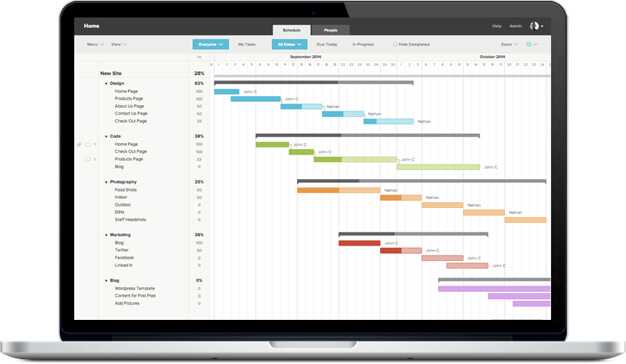 Home
Schedule People
Help Admin
Menu View Everyone My Tasks All Dates Due Today In Progress Hide Completed Zoom
September 2014 October 2014
New Site 28%
Design 62%
Home Page 100 John C
Products Page 100 John C
About Us Page 50 Nathan
Contact Us Page 50 Nathan
Check Out Page 25 John C
Code 38%
Home Page 100 John C
Check Out Page 100 John C
Products Page 33 John C
Blog 0 John C
Photography 25%
Food Shots 50 Nathan
Indoor 50 Nathan
Outdoor 0 Nathan
Edits 0 Nathan
Staff Headshots 0
Marketing 38%
Blog 100 John C
Twitter 50 John C
Facebook 0 John C
Linked In 0 John C
Blog 0%
Wordpress Template 0
Content for First Post 0
Add Pictures 0